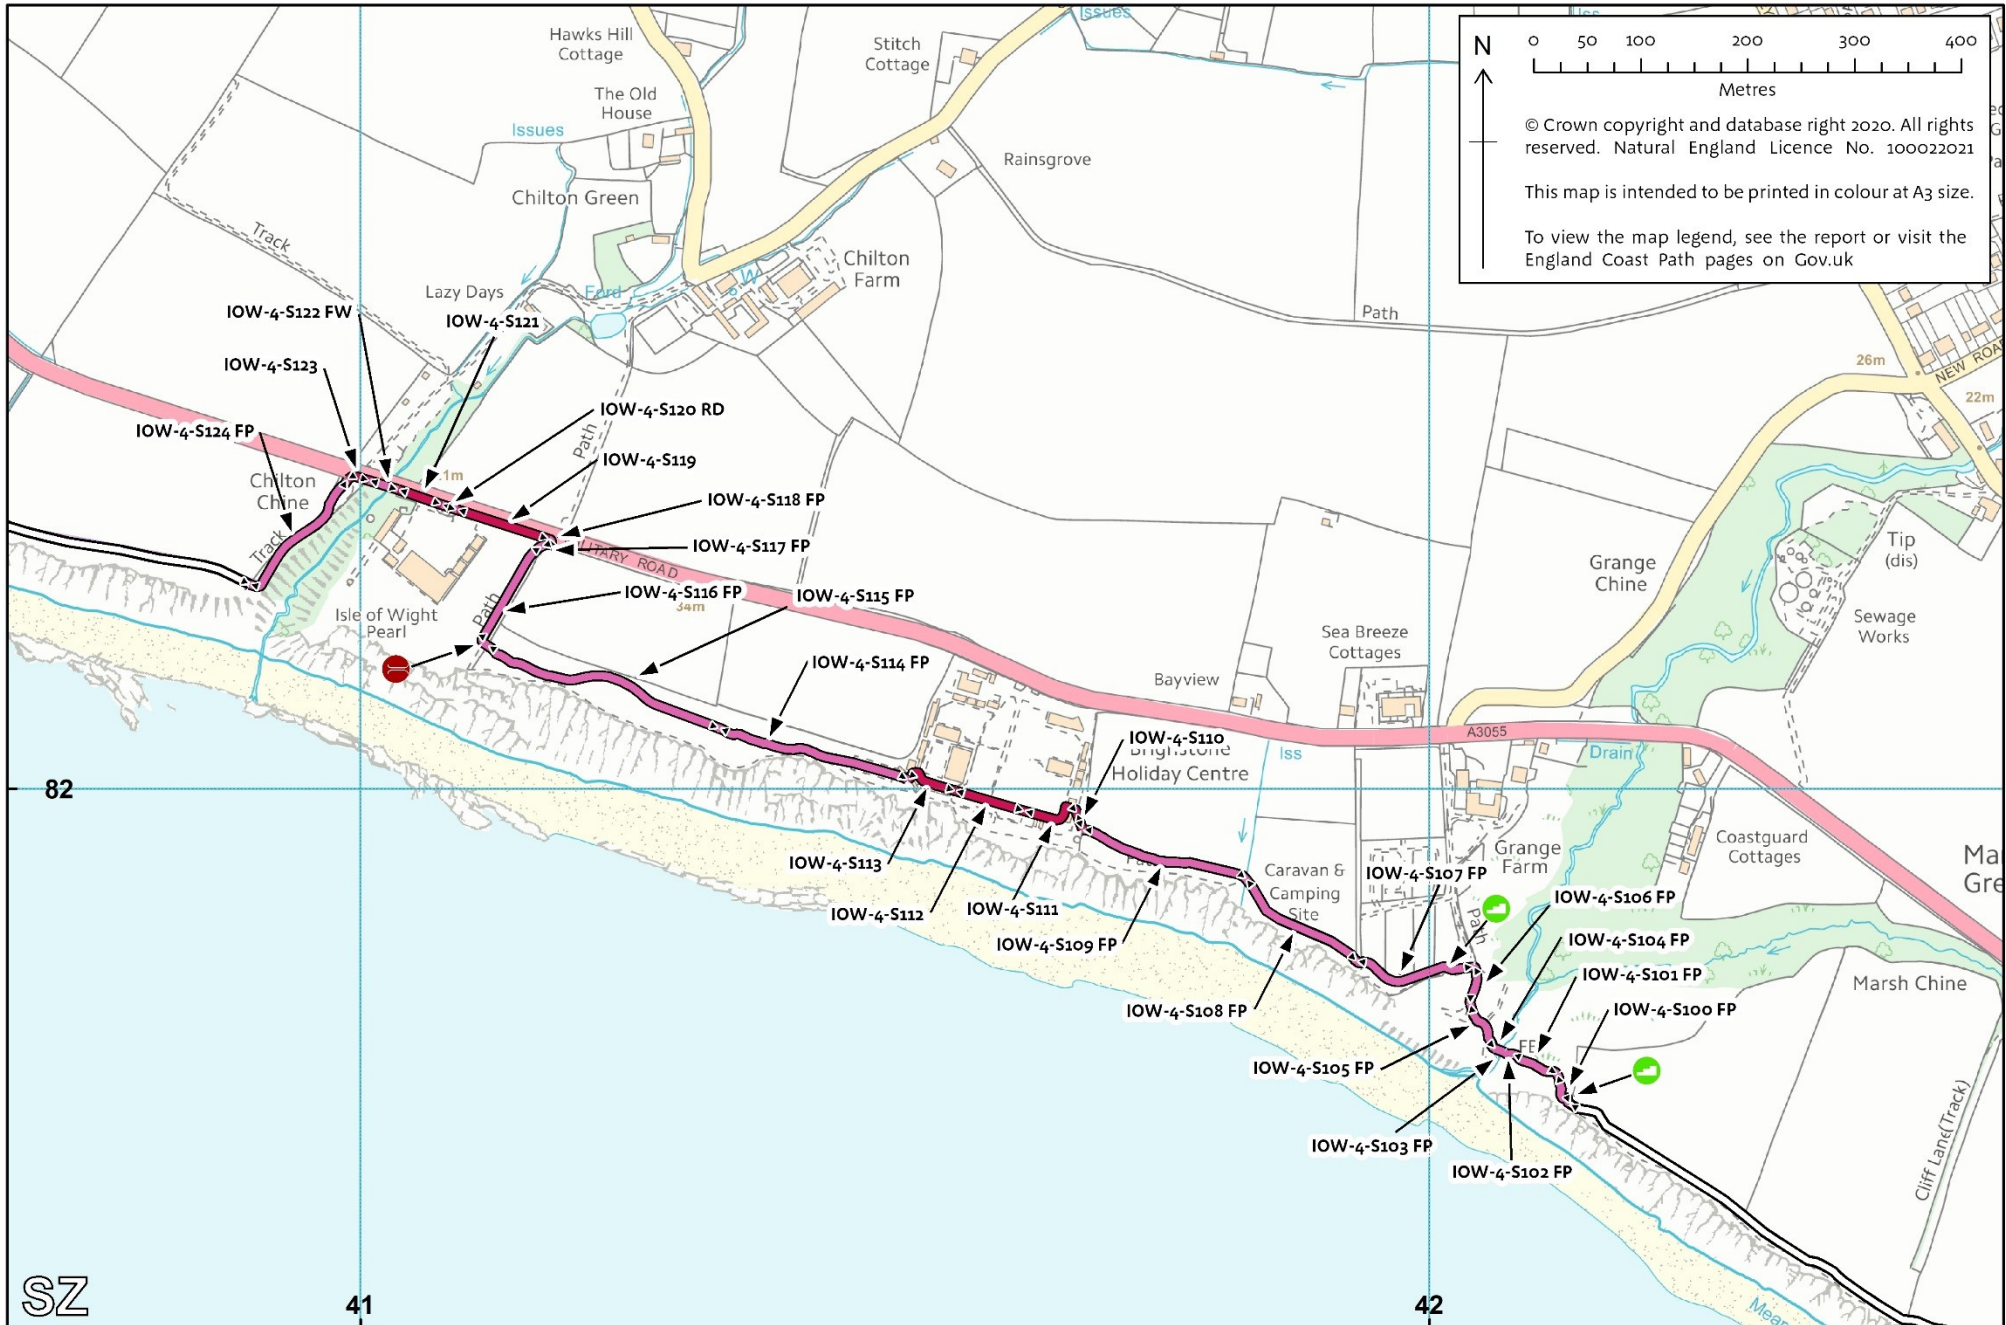 Issues
Hawks Hill
Cottage
Stitch
Cottage
The Old
House
Issues
Rainsgrove
Chilton Green
Track
Chilton
Farm
W
Ford
Lazy Days
Path
N
0 50 100 200 300 400
Metres
© Crown copyright and database right 2020. All rights
reserved. Natural England Licence No. 100022021
This map is intended to be printed in colour at A3 size.
To view the map legend, see the report or visit the
England Coast Path pages on Gov.uk
26m
NEW ROAD
22m
IOW-4-S122 FW
IOW-4-S121
IOW-4-S123
IOW-4-S120 RD
IOW-4-S124 FP
Path
IOW-4-S119
Chilton
Chine
IOW-4-S118 FP
Track
IOW-4-S117 FP
IOW-4-S116 FP
34m
IOW-4-S115 FP
Path
Isle of Wight
Pearl
IOW-4-S114 FP
Grange
Chine
Tip
(dis)
Sewage
Works
Sea Breeze
Cottages
Bayview
A3055
Drain
Iss
IOW-4-S110
Brighstone
Holiday Centre
82
Coastguard
Cottages
Grange
Farm
IOW-4-S113
IOW-4-S112
IOW-4-S111
IOW-4-S109 FP
Caravan &
Camping
Site
IOW-4-S107 FP
Path
IOW-4-S106 FP
IOW-4-S104 FP
IOW-4-S101 FP
IOW-4-S100 FP
Marsh Chine
IOW-4-S108 FP
FB
IOW-4-S105 FP
IOW-4-S103 FP
IOW-4-S102 FP
Cliff Lane
(Track)
SZ
41
42